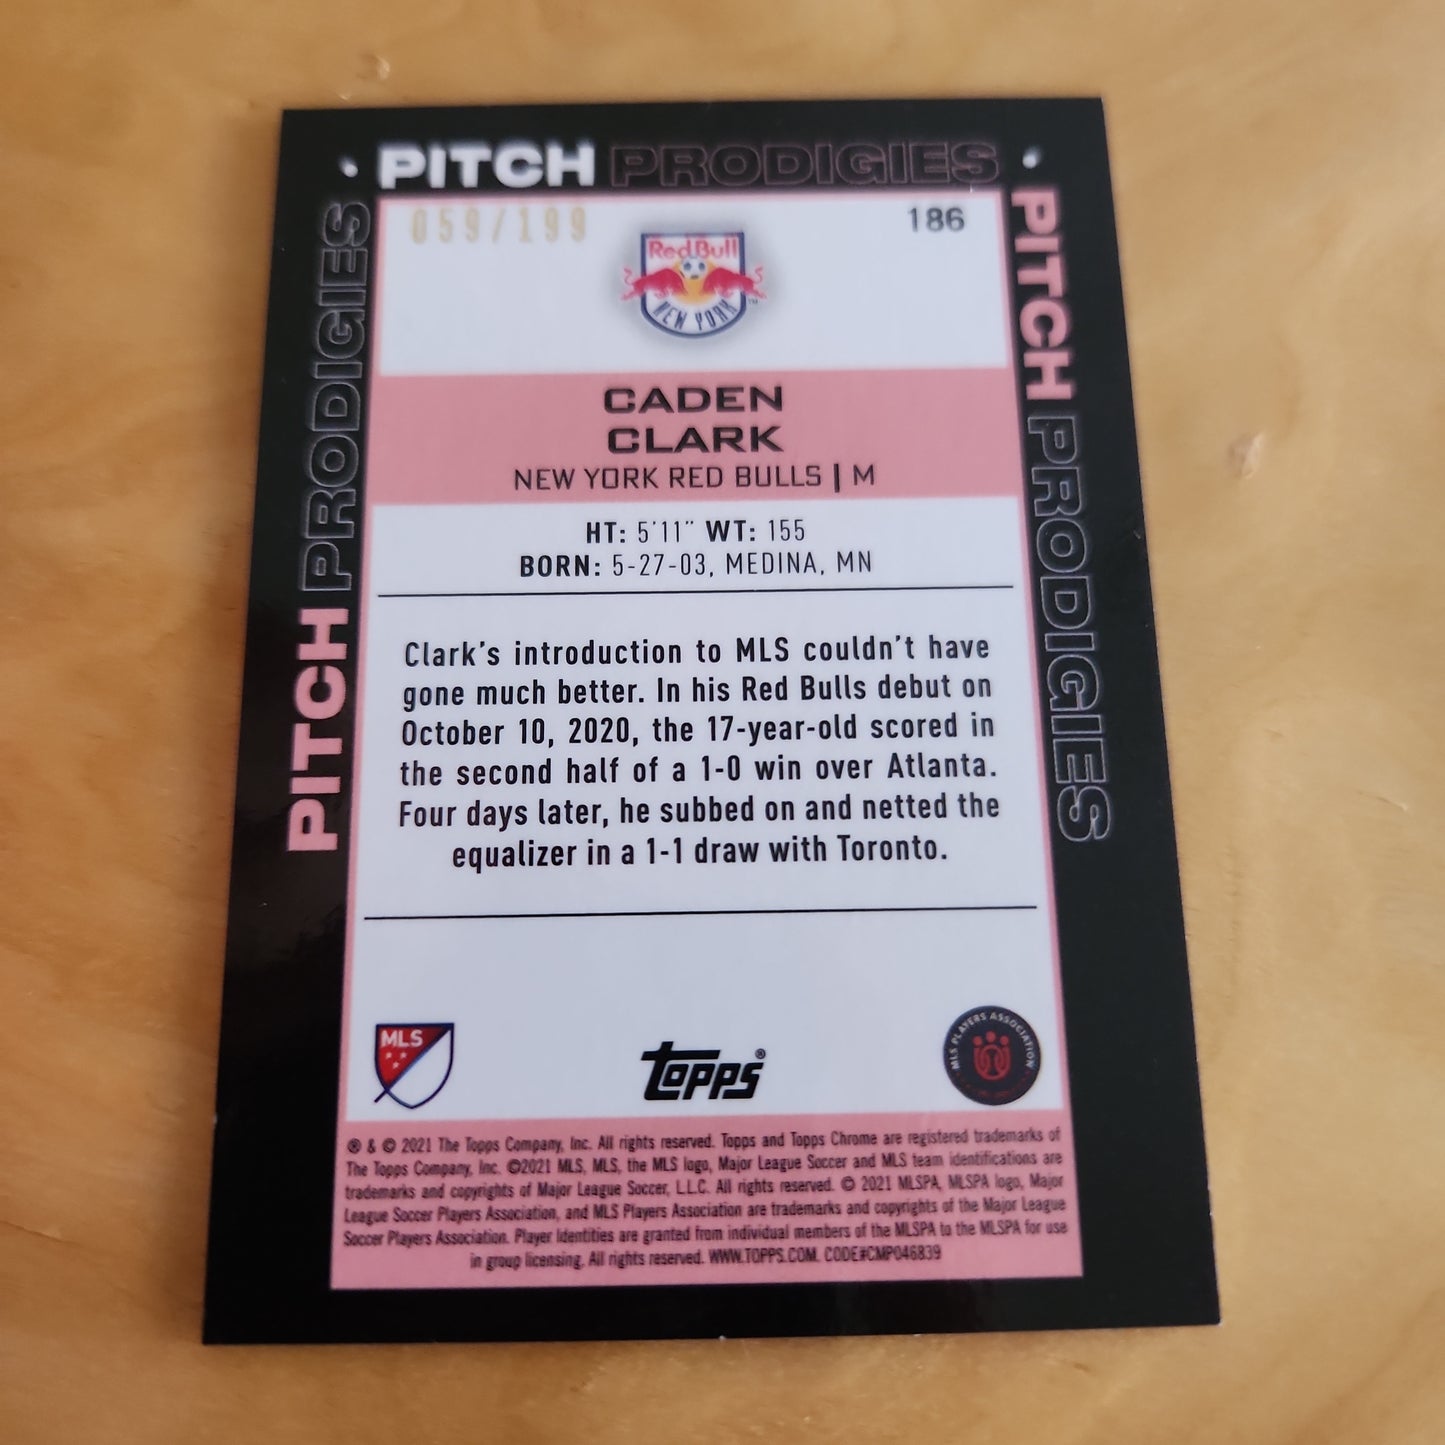 PITCH PRODIGIES
PITCH PRODIGIES
PITCH PRODIGIES
059/199
186
Red Bull
NEW YORK
CADEN
CLARK
NEW YORK RED BULLS | M
HT: 5'11" WT: 155
BORN: 5-27-03, MEDINA, MN
Clark's introduction to MLS couldn't have
gone much better. In his Red Bulls debut on
October 10, 2020, the 17-year-old scored in
the second half of a 1-0 win over Atlanta.
Four days later, he subbed on and netted the
equalizer in a 1-1 draw with Toronto.
MLS
Topps®
MLS PLAYERS ASSOCIATION
® & © 2021 The Topps Company, Inc. All rights reserved. Topps and Topps Chrome are registered trademarks of
The Topps Company, Inc. ©2021 MLS, MLS, the MLS logo, Major League Soccer and MLS team identifications are
trademarks and copyrights of Major League Soccer, L.L.C. All rights reserved. © 2021 MLSPA, MLSPA logo, Major
League Soccer Players Association, and MLS Players Association are trademarks and copyrights of the Major League
Soccer Players Association. Player Identities are granted from individual members of the MLSPA to the MLSPA for use
in group licensing. All rights reserved. WWW.TOPPS.COM. CODE#CMP046839